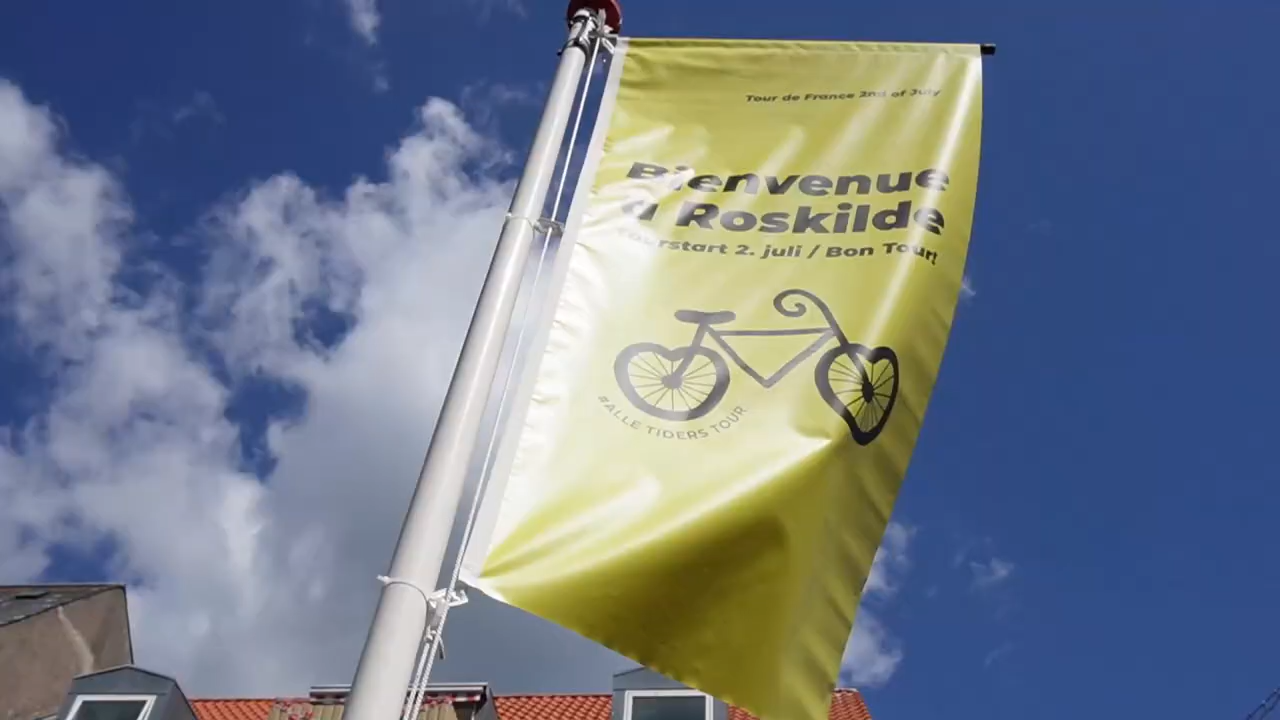 Tour de France 2nd of July
Bienvenue
à Roskilde
Tourstart 2. juli / Bon Tour!
#ALLE TIDERS TOUR